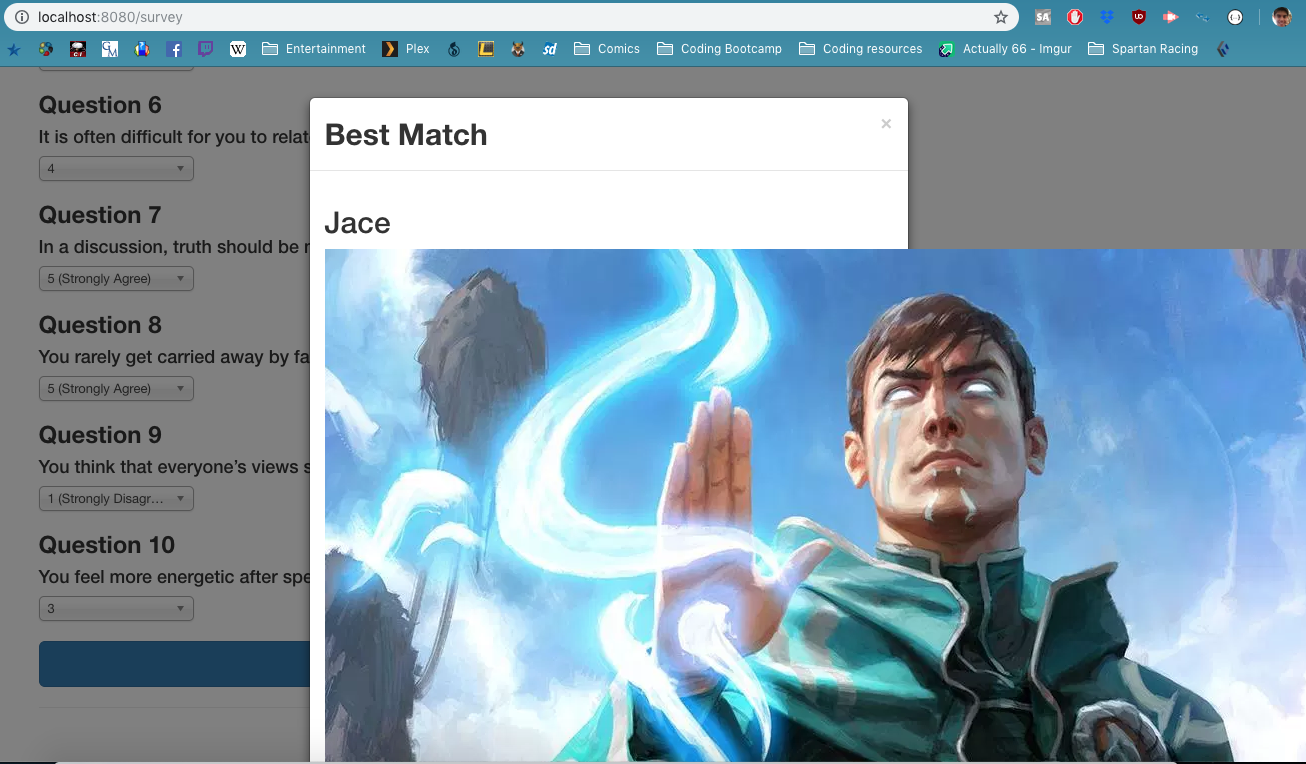 localhost:8080/survey
SA
UD
CM
W
Entertainment
Plex
sd
Comics
Coding Bootcamp
Coding resources
Actually 66 - Imgur
Spartan Racing
Question 6
It is often difficult for you to relat
4
Question 7
In a discussion, truth should be
5 (Strongly Agree)
Question 8
You rarely get carried away by fa
5 (Strongly Agree)
Question 9
You think that everyone’s views s
1 (Strongly Disagr…
Question 10
You feel more energetic after spe
3
Best Match
×
Jace